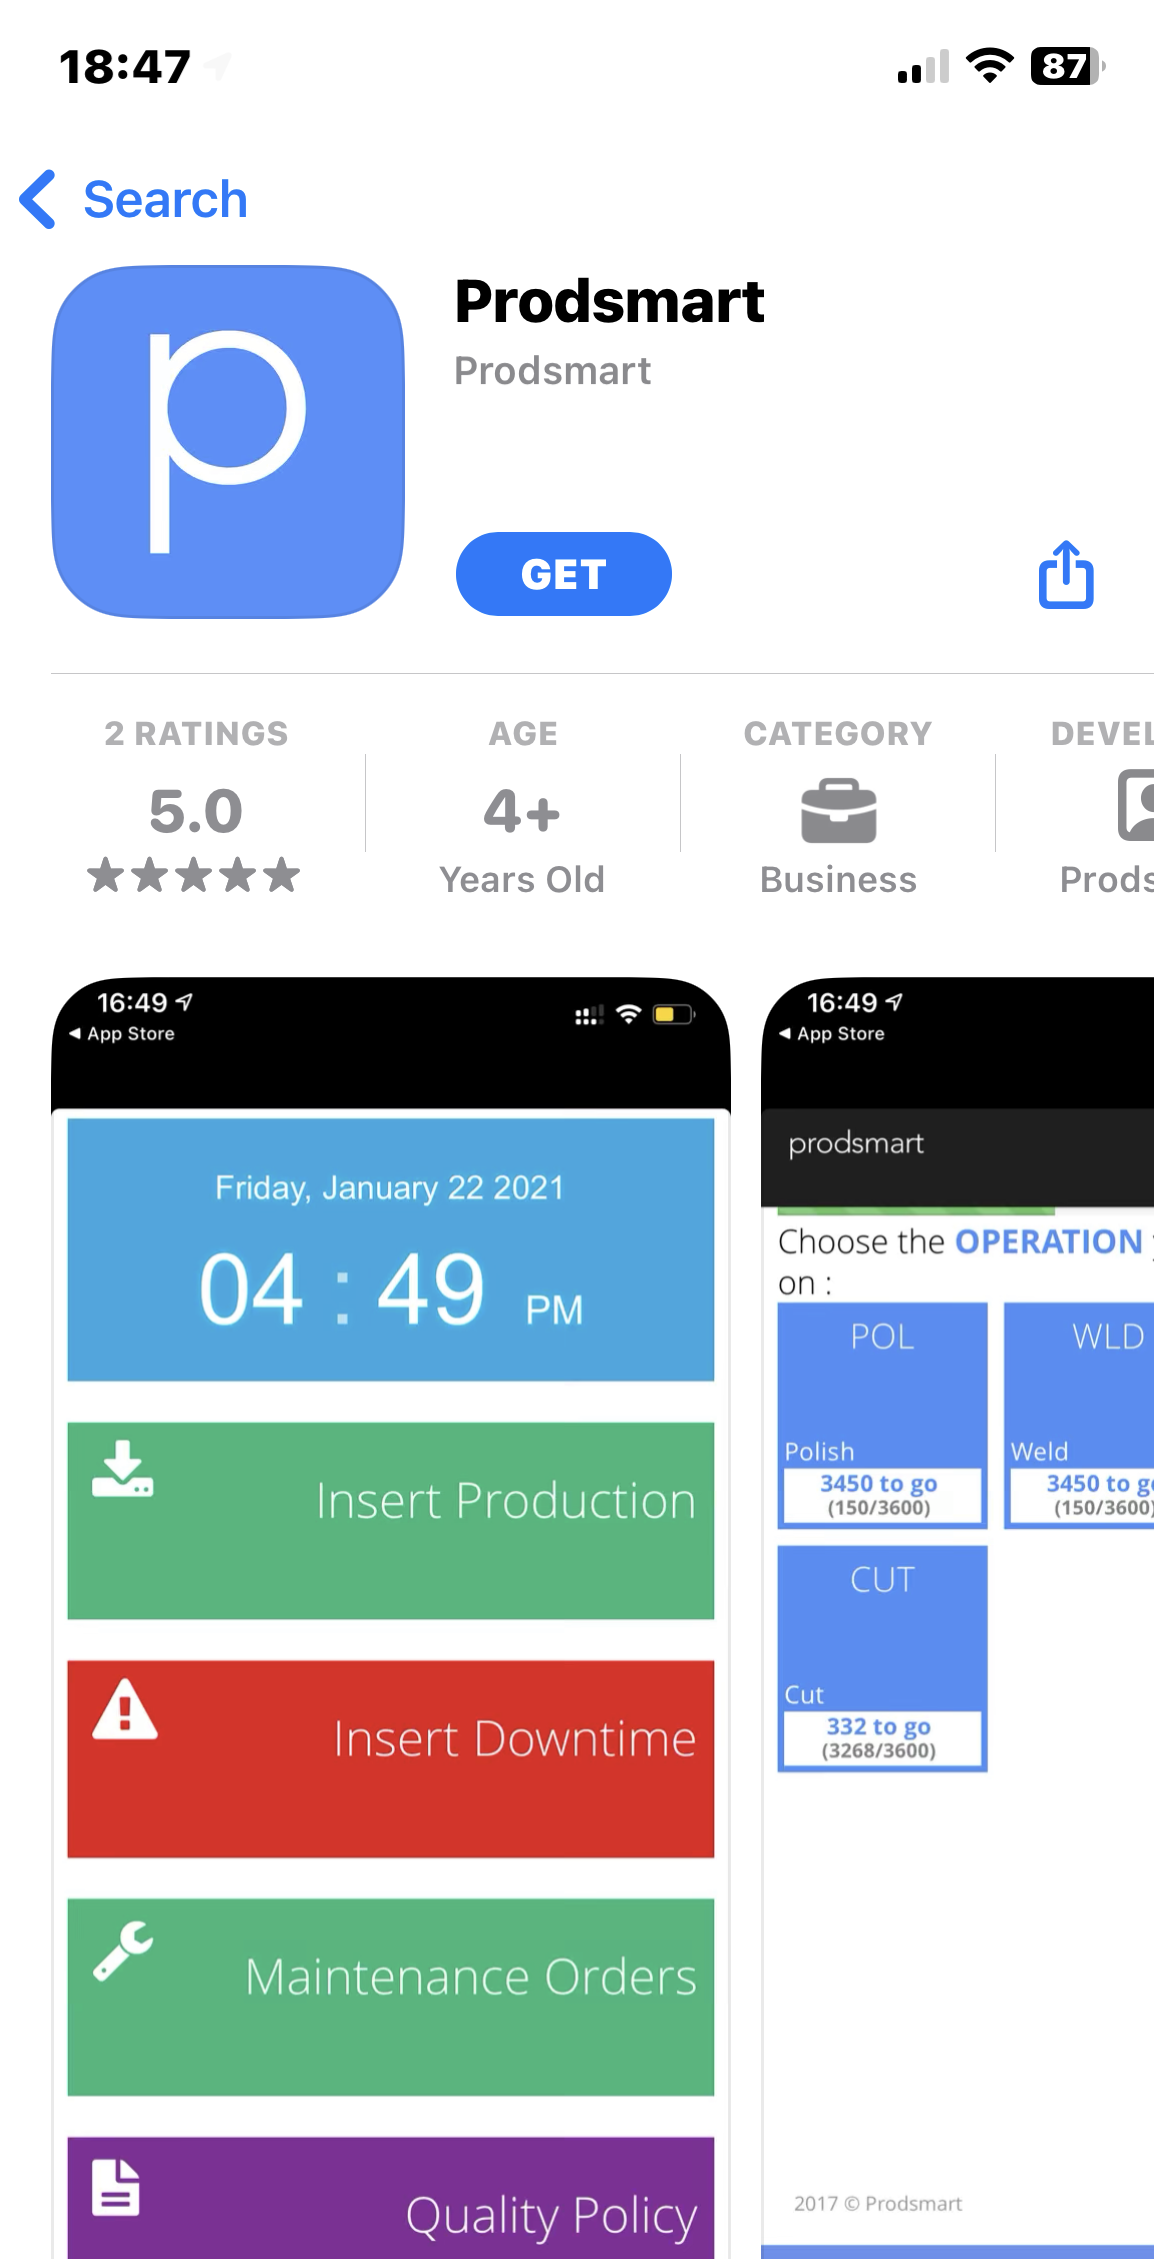 18:47
87
Search
p
Prodsmart
Prodsmart
GET
2 RATINGS
5.0
AGE
4+
Years Old
CATEGORY
Business
DEVEL
Prods
16:49
App Store
Friday, January 22 2021
04 : 49 PM
Insert Production
Insert Downtime
Maintenance Orders
Quality Policy
16:49
App Store
prodsmart
Choose the OPERATION
on :
POL
Polish
3450 to go
(150/3600)
WLD
Weld
3450 to g
(150/3600)
CUT
Cut
332 to go
(3268/3600)
2017 © Prodsmart